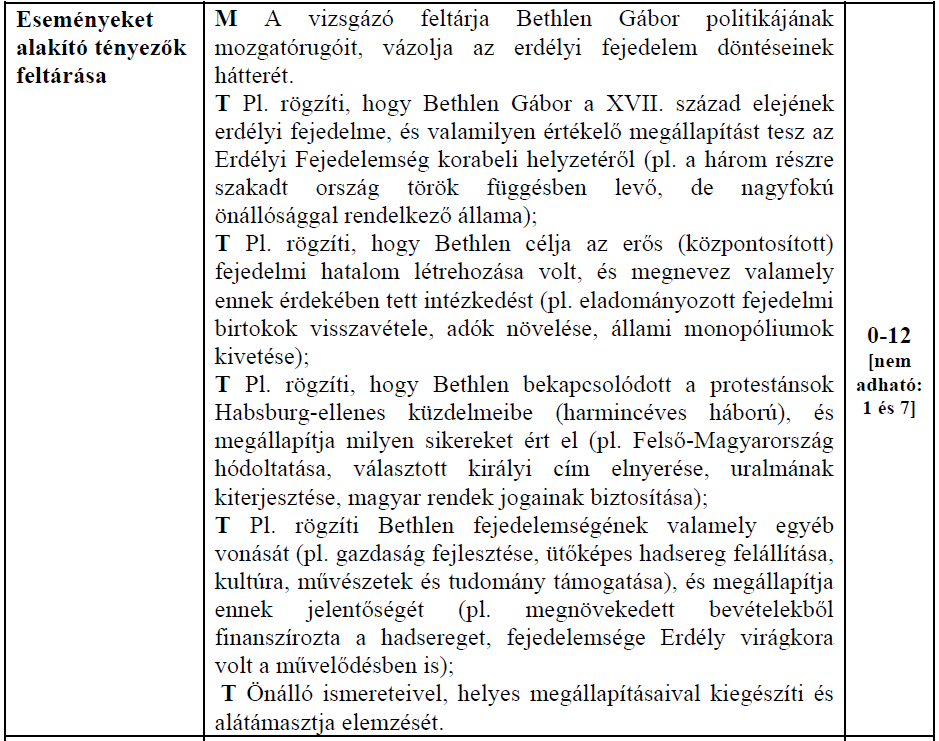 Eseményeket
alakító tényezők
feltárása
M A vizsgázó feltárja Bethlen Gábor politikájának
mozgatórugóit, vázolja az erdélyi fejedelem döntéseinek
hátterét.
T Pl. rögzíti, hogy Bethlen Gábor a XVII. század elejének
erdélyi fejedelme, és valamilyen értékelő megállapítást tesz az
Erdélyi Fejedelemség korabeli helyzetéről (pl. a három részre
szakadt ország török függésben levő, de nagyfokú
önállósággal rendelkező állama);
T Pl. rögzíti, hogy Bethlen célja az erős (központosított)
fejedelmi hatalom létrehozása volt, és megnevez valamely
ennek érdekében tett intézkedést (pl. eladományozott fejedelmi
birtokok visszavétele, adók növelése, állami monopóliumok
kivetése);
T Pl. rögzíti, hogy Bethlen bekapcsolódott a protestánsok
Habsburg-ellenes küzdelmeibe (harmincéves háború), és
megállapítja milyen sikereket ért el (pl. Felső-Magyarország
hódoltatása, választott királyi cím elnyerése, uralmának
kiterjesztése, magyar rendek jogainak biztosítása);
T Pl. rögzíti Bethlen fejedelemségének valamely egyéb
vonását (pl. gazdaság fejlesztése, ütőképes hadsereg felállítása,
kultúra, művészetek és tudomány támogatása), és megállapítja
ennek jelentőségét (pl. megnövekedett bevételekből
finanszírozta a hadsereget, fejedelemsége Erdély virágkora
volt a művelődésben is);
T Önálló ismereteivel, helyes megállapításaival kiegészíti és
alátámasztja elemzését.
0-12
[nem
adható:
1 és 7]